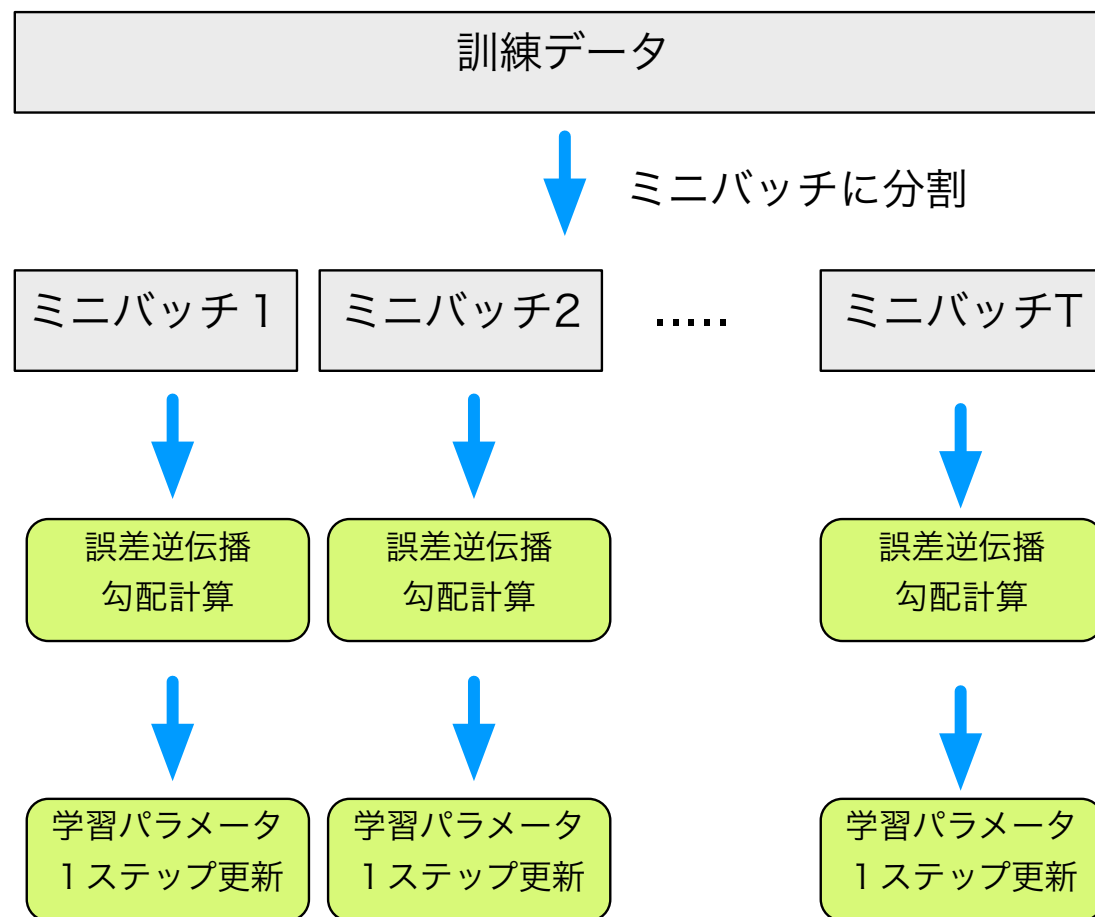 訓練データ
ミニバッチに分割
ミニバッチ１
ミニバッチ2
.....
ミニバッチT
誤差逆伝播
勾配計算
誤差逆伝播
勾配計算
誤差逆伝播
勾配計算
学習パラメータ
１ステップ更新
学習パラメータ
１ステップ更新
学習パラメータ
１ステップ更新